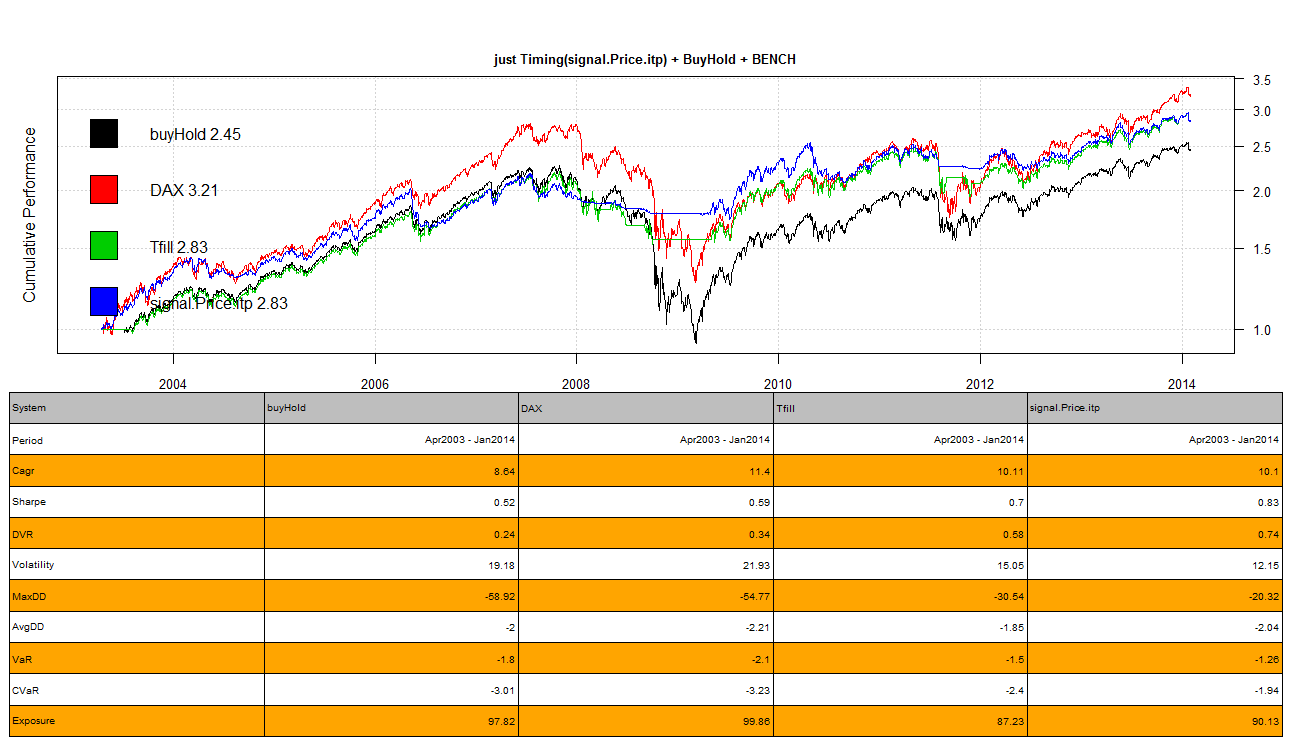 just Timing(signal.Price.itp) + BuyHold + BENCH
Cumulative Performance
3.5
3.0
2.5
2.0
1.5
1.0
buyHold 2.45
DAX 3.21
Tfill 2.83
signal.Price.itp 2.83
2004 2006 2008 2010 2012 2014
System buyHold DAX Tfill signal.Price.itp
Period Apr2003 - Jan2014 Apr2003 - Jan2014 Apr2003 - Jan2014 Apr2003 - Jan2014
Cagr 8.64 11.4 10.11 10.1
Sharpe 0.52 0.59 0.7 0.83
DVR 0.24 0.34 0.58 0.74
Volatility 19.18 21.93 15.05 12.15
MaxDD -58.92 -54.77 -30.54 -20.32
AvgDD -2 -2.21 -1.85 -2.04
VaR -1.8 -2.1 -1.5 -1.26
CVaR -3.01 -3.23 -2.4 -1.94
Exposure 97.82 99.86 87.23 90.13